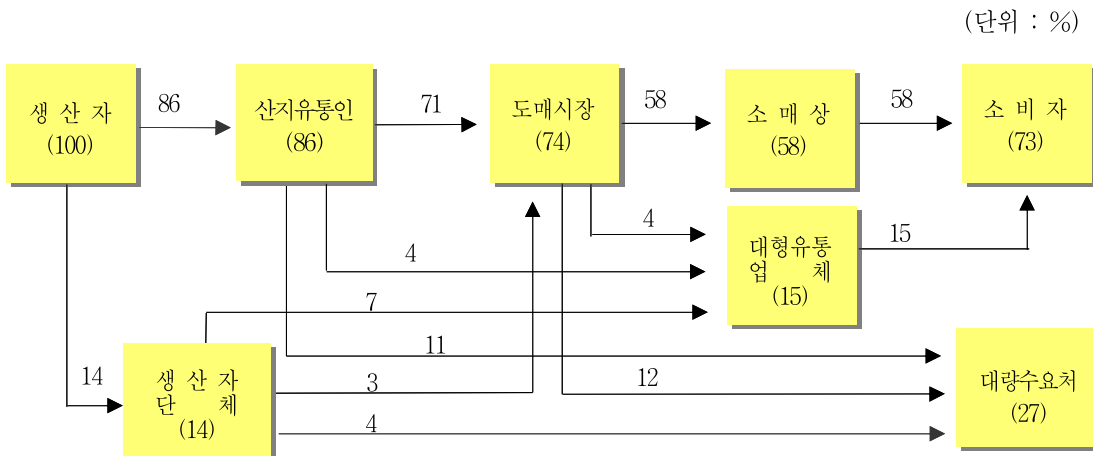 (단위 : %)
생 산 자
(100)
86
산지유통인
(86)
71
도매시장
(74)
58
소 매 상
(58)
58
소 비 자
(73)
4
대형유통
업 체
(15)
15
4
7
11
14
생 산 자
단 체
(14)
3
12
4
대량수요처
(27)